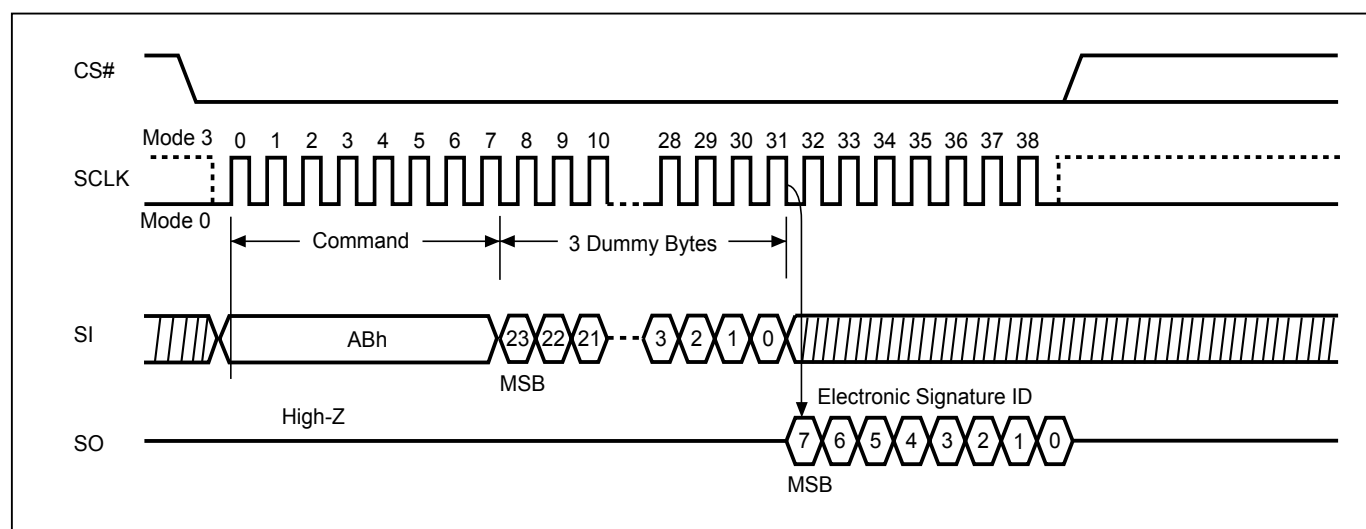 CS#
Mode 3
0 1 2 3 4 5 6 7 8 9 10 28 29 30 31 32 33 34 35 36 37 38
SCLK
Mode 0
Command
3 Dummy Bytes
SI
ABh
23 22 21 3 2 1 0
MSB
Electronic Signature ID
High-Z
SO
7 6 5 4 3 2 1 0
MSB